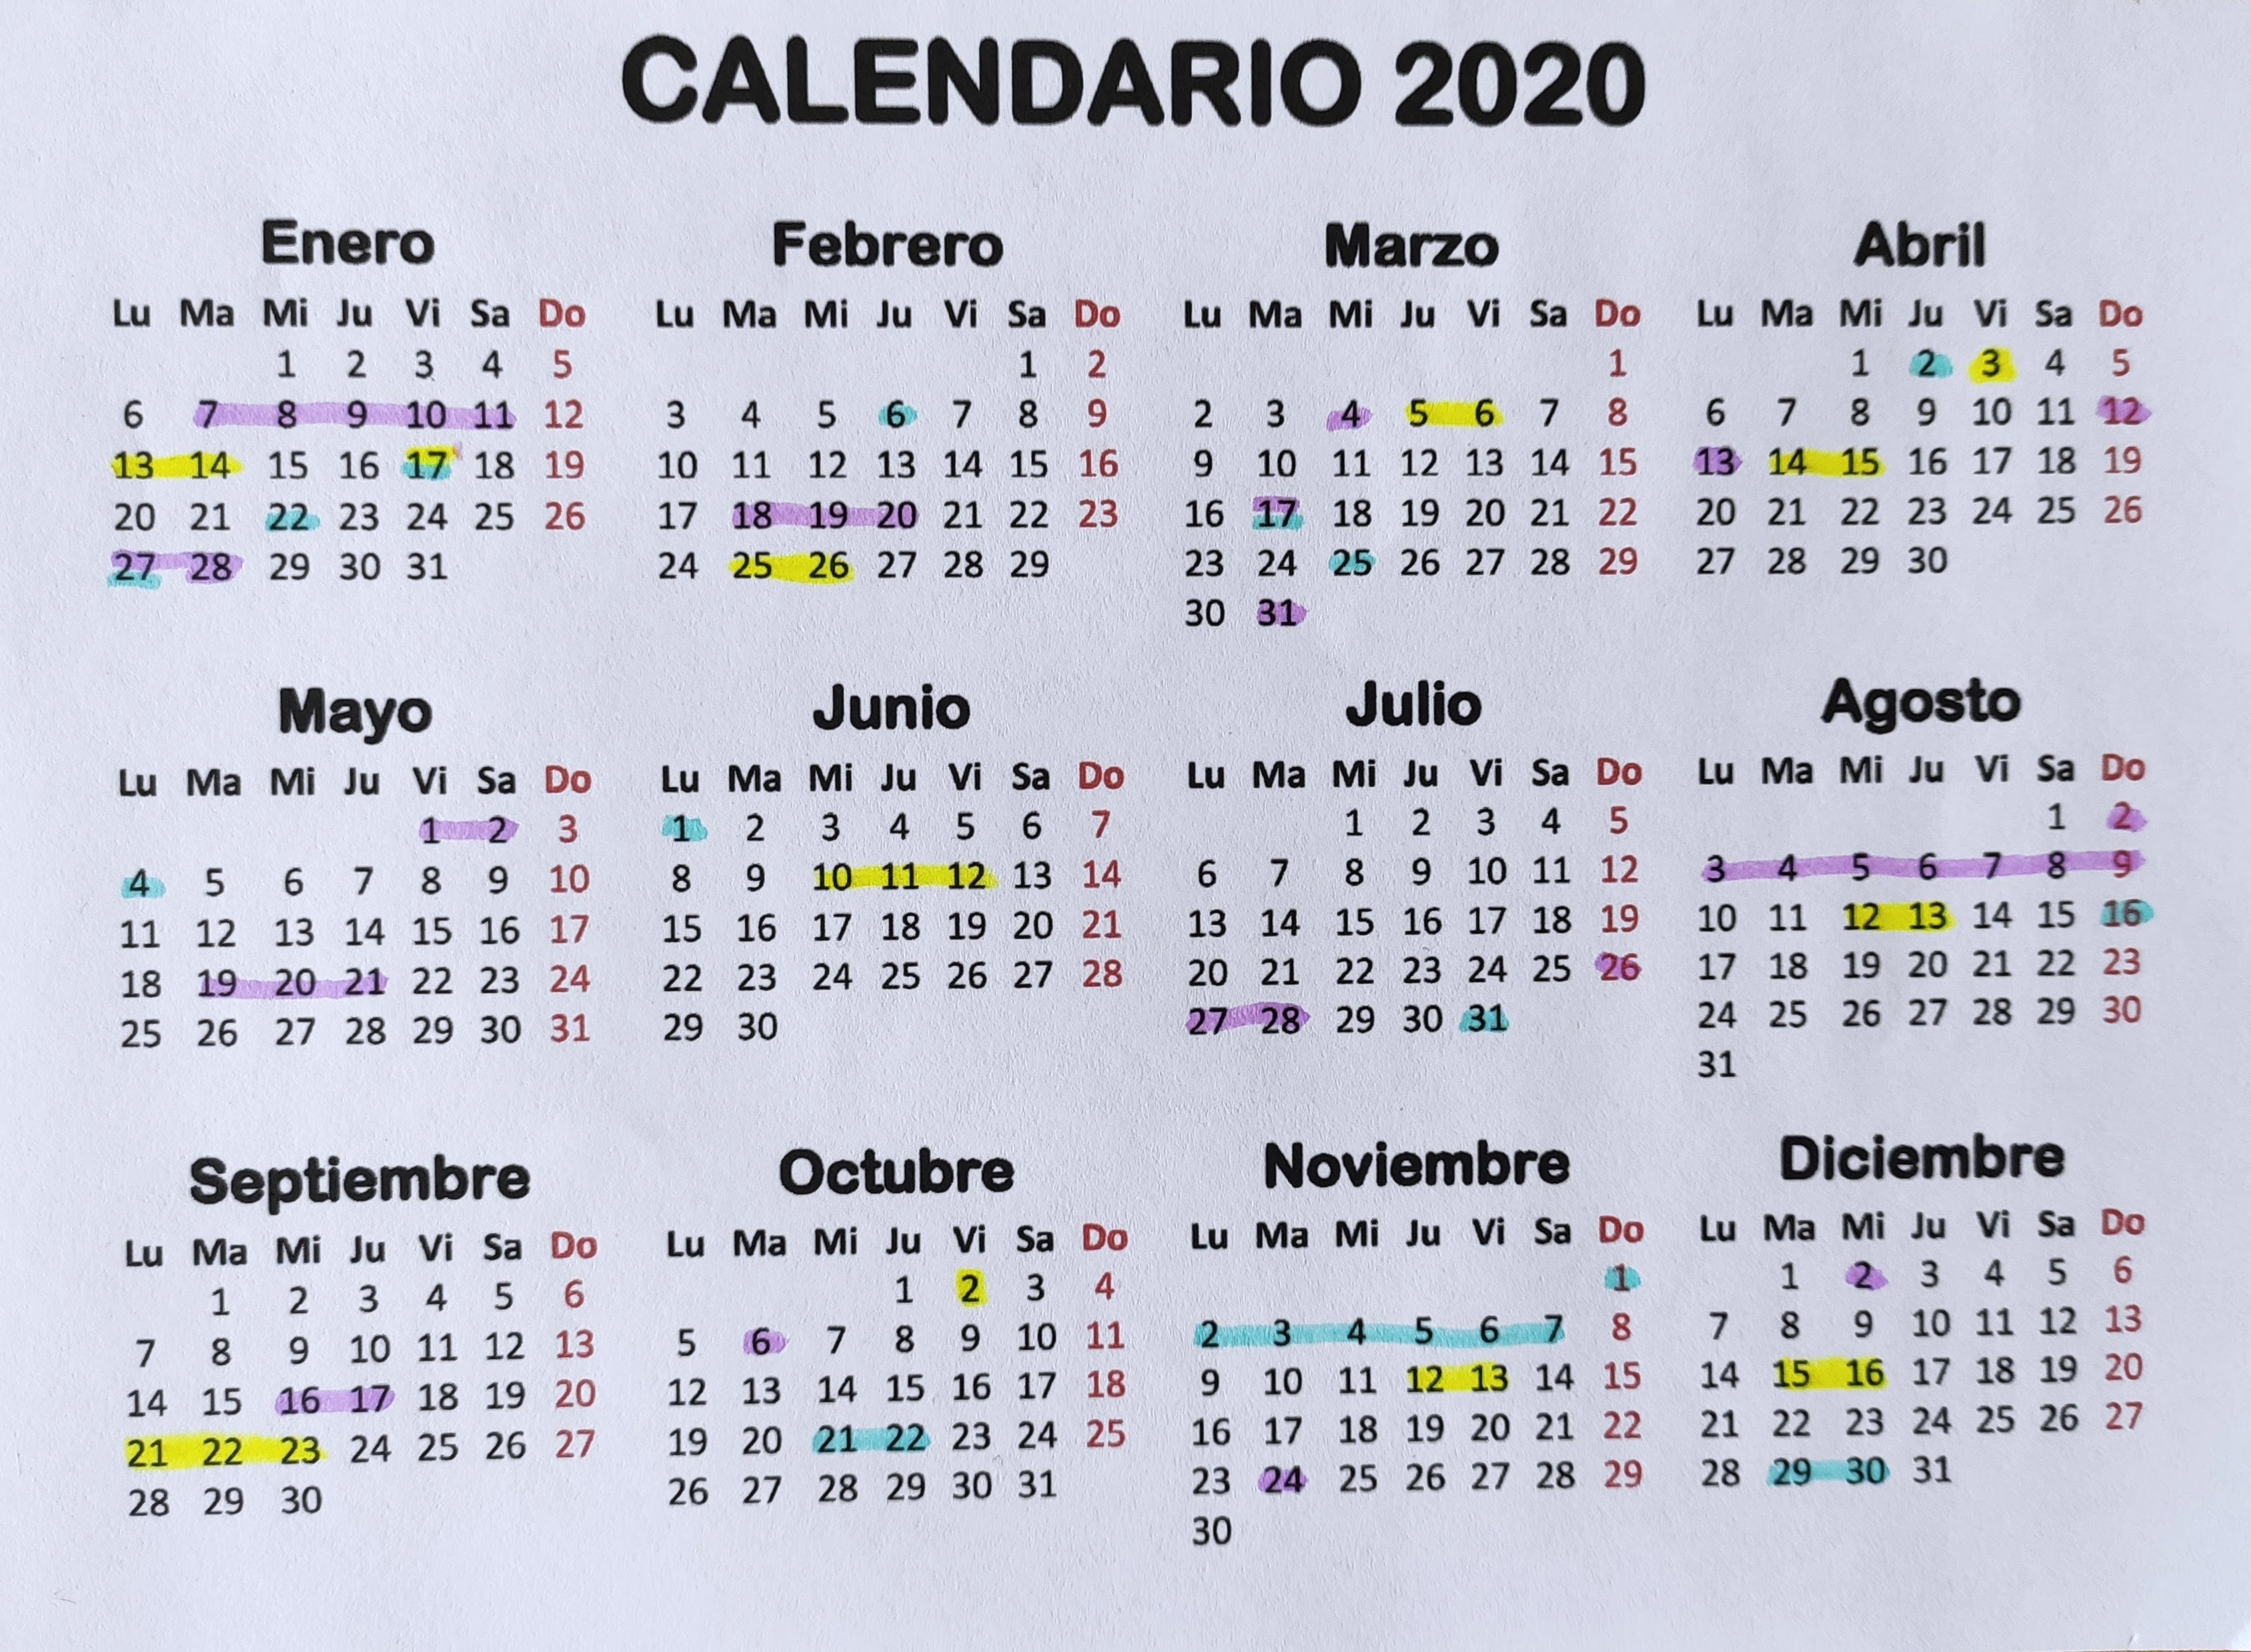 CALENDARIO 2020
Enero
Lu Ma Mi Ju Vi Sa Do
1 2 3 4 5
6 7 8 9 10 11 12
13 14 15 16 17 18 19
20 21 22 23 24 25 26
27 28 29 30 31
Febrero
Lu Ma Mi Ju Vi Sa Do
1 2
3 4 5 6 7 8 9
10 11 12 13 14 15 16
17 18 19 20 21 22 23
24 25 26 27 28 29
Marzo
Lu Ma Mi Ju Vi Sa Do
1
2 3 4 5 6 7 8
9 10 11 12 13 14 15
16 17 18 19 20 21 22
23 24 25 26 27 28 29
30 31
Abril
Lu Ma Mi Ju Vi Sa Do
1 2 3 4 5
6 7 8 9 10 11 12
13 14 15 16 17 18 19
20 21 22 23 24 25 26
27 28 29 30
Mayo
Lu Ma Mi Ju Vi Sa Do
1 2 3
4 5 6 7 8 9 10
11 12 13 14 15 16 17
18 19 20 21 22 23 24
25 26 27 28 29 30 31
Junio
Lu Ma Mi Ju Vi Sa Do
1 2 3 4 5 6 7
8 9 10 11 12 13 14
15 16 17 18 19 20 21
22 23 24 25 26 27 28
29 30
Julio
Lu Ma Mi Ju Vi Sa Do
1 2 3 4 5
6 7 8 9 10 11 12
13 14 15 16 17 18 19
20 21 22 23 24 25 26
27 28 29 30 31
Agosto
Lu Ma Mi Ju Vi Sa Do
1 2
3 4 5 6 7 8 9
10 11 12 13 14 15 16
17 18 19 20 21 22 23
24 25 26 27 28 29 30
31
Septiembre
Lu Ma Mi Ju Vi Sa Do
1 2 3 4 5 6
7 8 9 10 11 12 13
14 15 16 17 18 19 20
21 22 23 24 25 26 27
28 29 30
Octubre
Lu Ma Mi Ju Vi Sa Do
1 2 3 4
5 6 7 8 9 10 11
12 13 14 15 16 17 18
19 20 21 22 23 24 25
26 27 28 29 30 31
Noviembre
Lu Ma Mi Ju Vi Sa Do
1
2 3 4 5 6 7 8
9 10 11 12 13 14 15
16 17 18 19 20 21 22
23 24 25 26 27 28 29
30
Diciembre
Lu Ma Mi Ju Vi Sa Do
1 2 3 4 5 6
7 8 9 10 11 12 13
14 15 16 17 18 19 20
21 22 23 24 25 26 27
28 29 30 31